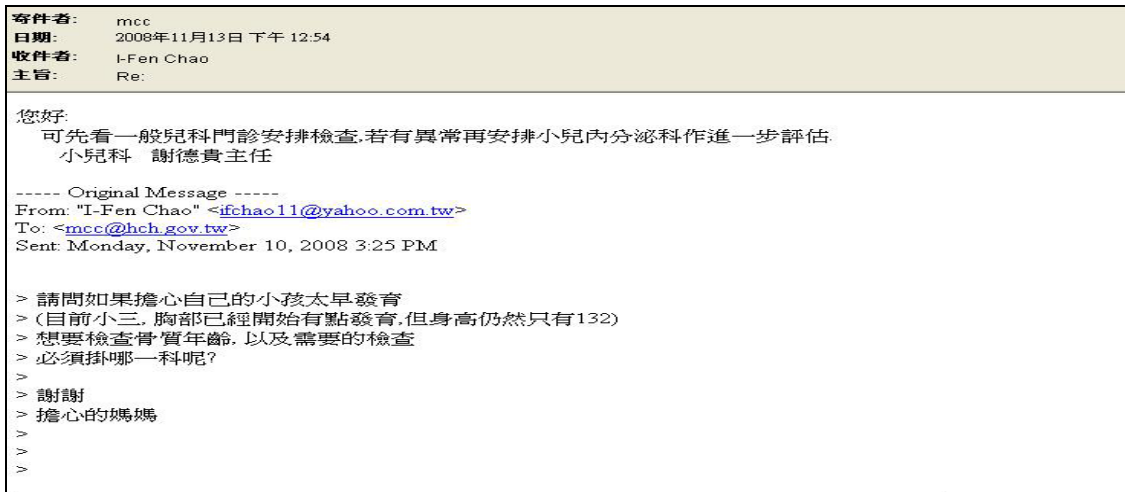 寄件者: mcc
日期: 2008年11月13日 下午 12:54
收件者: I-Fen Chao
主旨: Re:
您好:
可先看一般兒科門診安排檢查,若有異常再安排小兒內分泌科作進一步評估.
小兒科 謝德貴主任
----- Original Message -----
From: "I-Fen Chao" <ifchao11@yahoo.com.tw>
To: <mcc@hch.gov.tw>
Sent: Monday, November 10, 2008 3:25 PM
> 請問如果擔心自己的小孩太早發育
> (目前小三, 胸部已經開始有點發育,但身高仍然只有132)
> 想要檢查骨質年齡, 以及需要的檢查
> 必須掛哪一科呢?
>
> 謝謝
> 擔心的媽媽
>
>
>